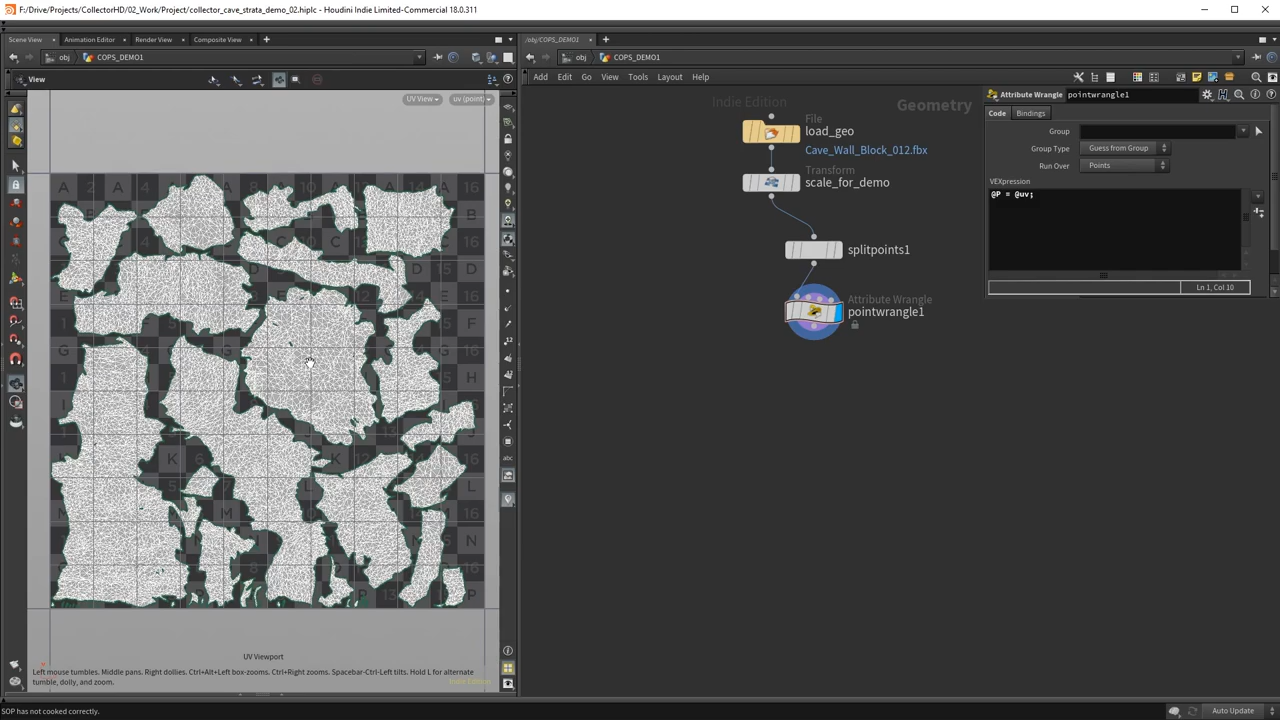 F:/Drive/Projects/CollectorHD/02_Work/Project/collector_cave_strata_demo_02.hiplc - Houdini Indie Limited-Commercial 18.0.311
Scene View
Animation Editor
Render View
Composite View
/obj/COPS_DEMO1
obj
COPS_DEMO1
obj
COPS_DEMO1
View
Add
Edit
Go
View
Tools
Layout
Help
UV View
uv (point)
Indie Edition
Geometry
File
load_geo
Cave_Wall_Block_012.fbx
Transform
scale_for_demo
splitpoints1
Attribute Wrangle
pointwrangle1
Attribute Wrangle
pointwrangle1
Code
Bindings
Group
Group Type
Guess from Group
Run Over
Points
VEXpression
@P = @uv;
Ln 1, Col 10
UV Viewport
Left mouse tumbles. Middle pans. Right dollies. Ctrl+Alt+Left box-zooms. Ctrl+Right zooms. Spacebar-Ctrl-Left tilts. Hold L for alternate
tumble, dolly, and zoom.
Indie Edition
SOP has not cooked correctly.
Auto Update